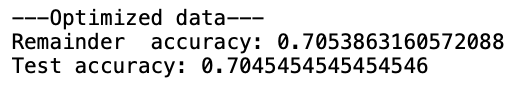 ---Optimized data---
Remainder  accuracy: 0.7053863160572088
Test accuracy: 0.7045454545454546